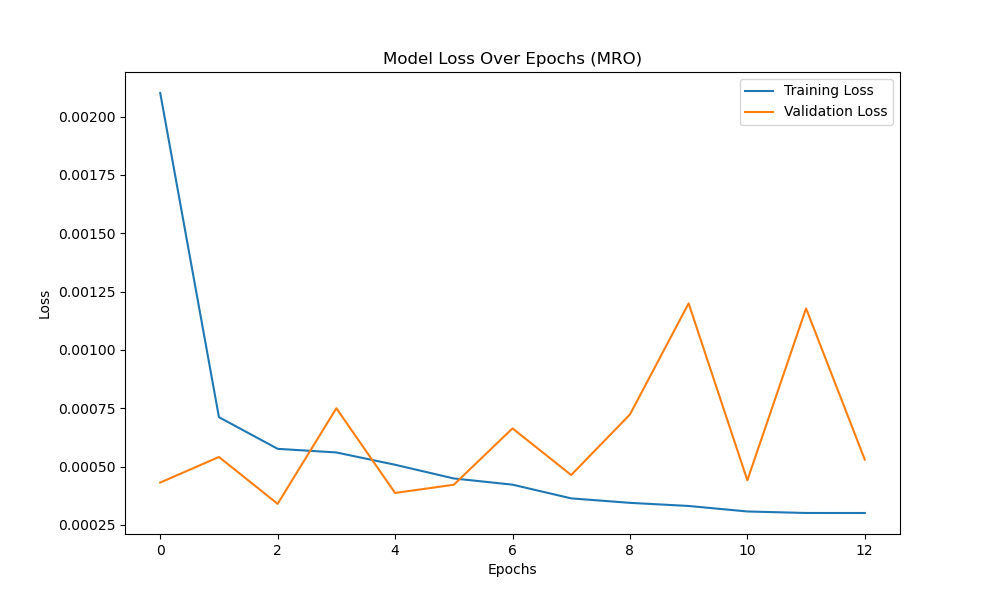 Model Loss Over Epochs (MRO)
Training Loss
Validation Loss
0.00200
0.00175
0.00150
0.00125
0.00100
0.00075
0.00050
0.00025
Loss
0 2 4 6 8 10 12
Epochs